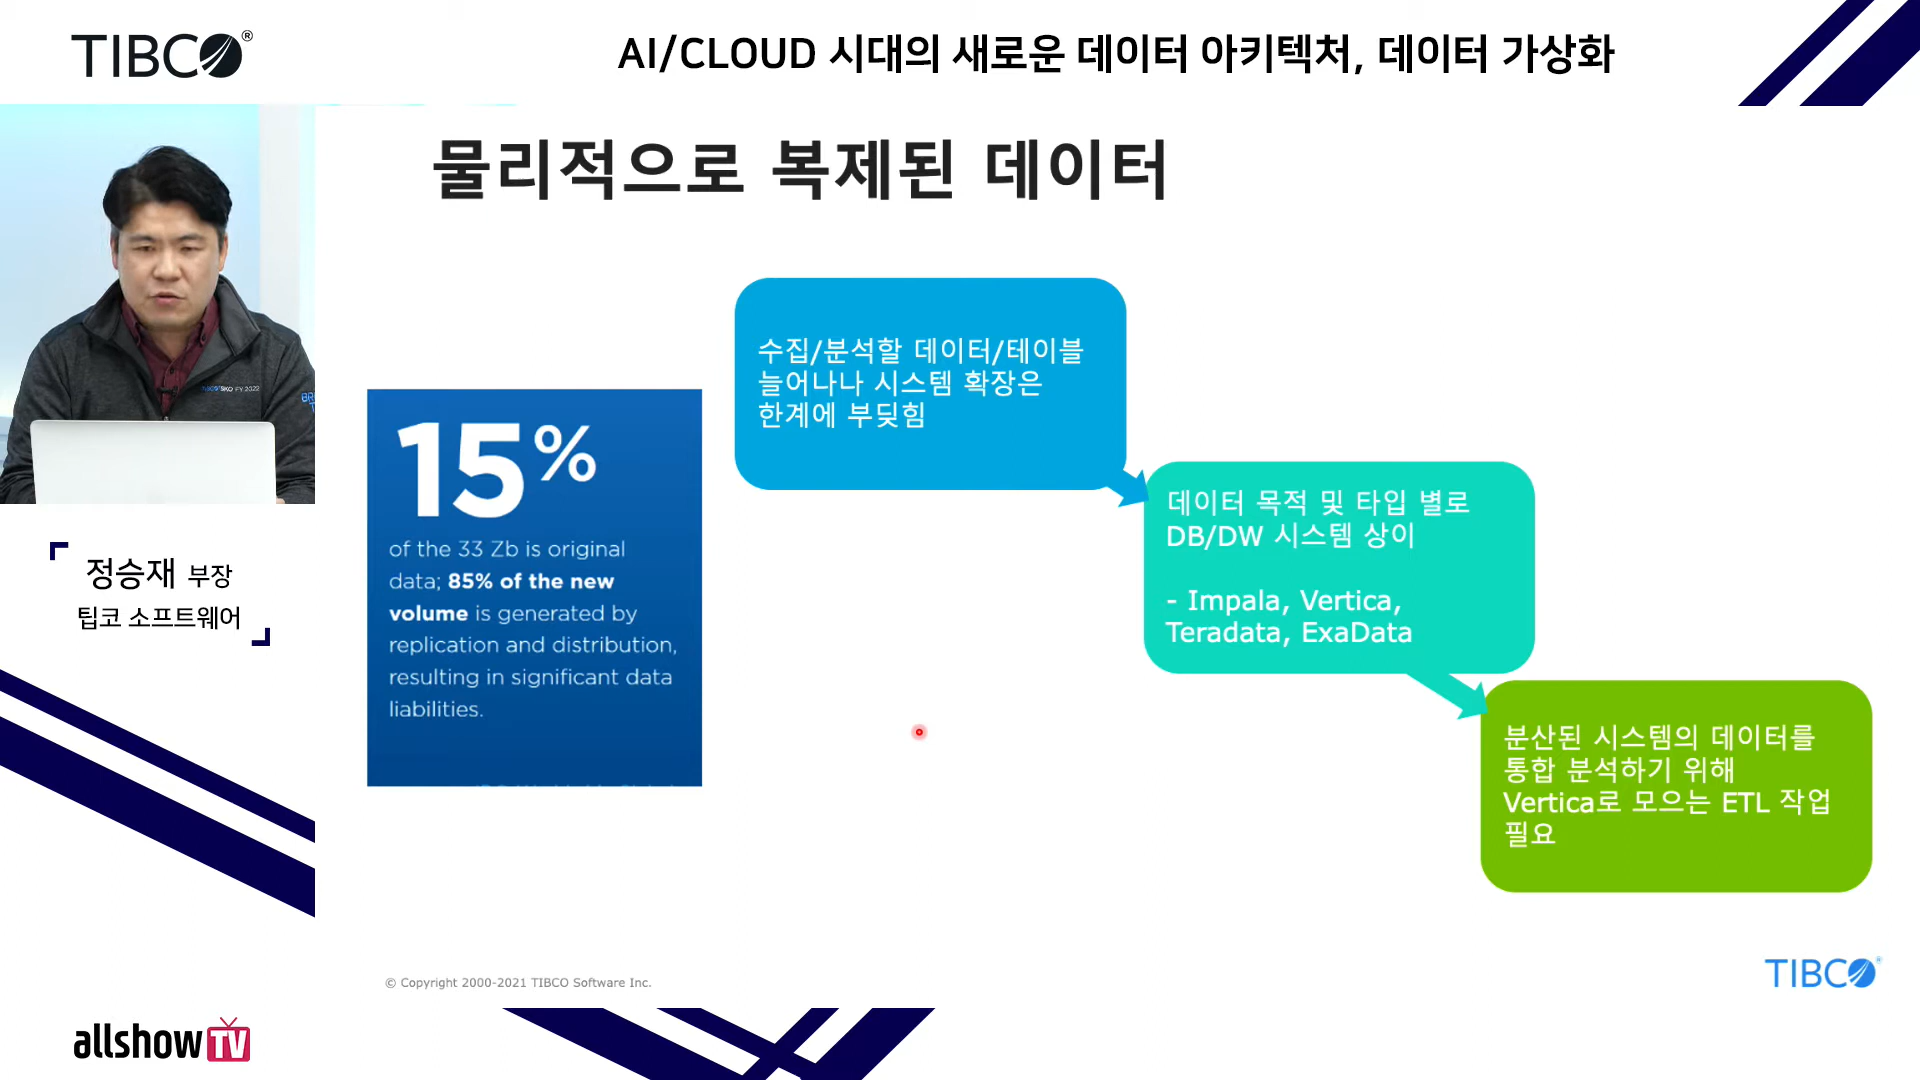 TIBCO®
AI/CLOUD 시대의 새로운 데이터 아키텍처, 데이터 가상화
물리적으로 복제된 데이터
수집/분석할 데이터/테이블
늘어나나 시스템 확장은
한계에 부딪힘
15%
of the 33 Zb is original
data; 85% of the new
volume is generated by
replication and distribution,
resulting in significant data
liabilities.
데이터 목적 및 타입 별로
DB/DW 시스템 상이
- Impala, Vertica,
Teradata, ExaData
분산된 시스템의 데이터를
통합 분석하기 위해
Vertica로 모으는 ETL 작업
필요
정승재 부장
팁코 소프트웨어
© Copyright 2000-2021 TIBCO Software Inc.
TIBCO®
allshowTV